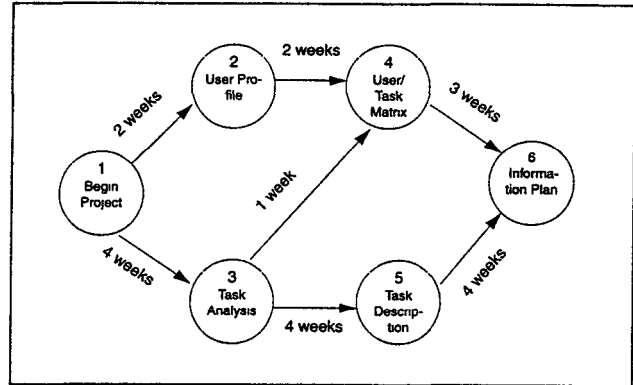 2 weeks
2
User Pro-
file
2 weeks
4
User/
Task
Matrix
3 weeks
1
Begin
Project
1 week
6
Informa-
tion Plan
4 weeks
3
Task
Analysis
4 weeks
5
Task
Descrip-
tion
4 weeks